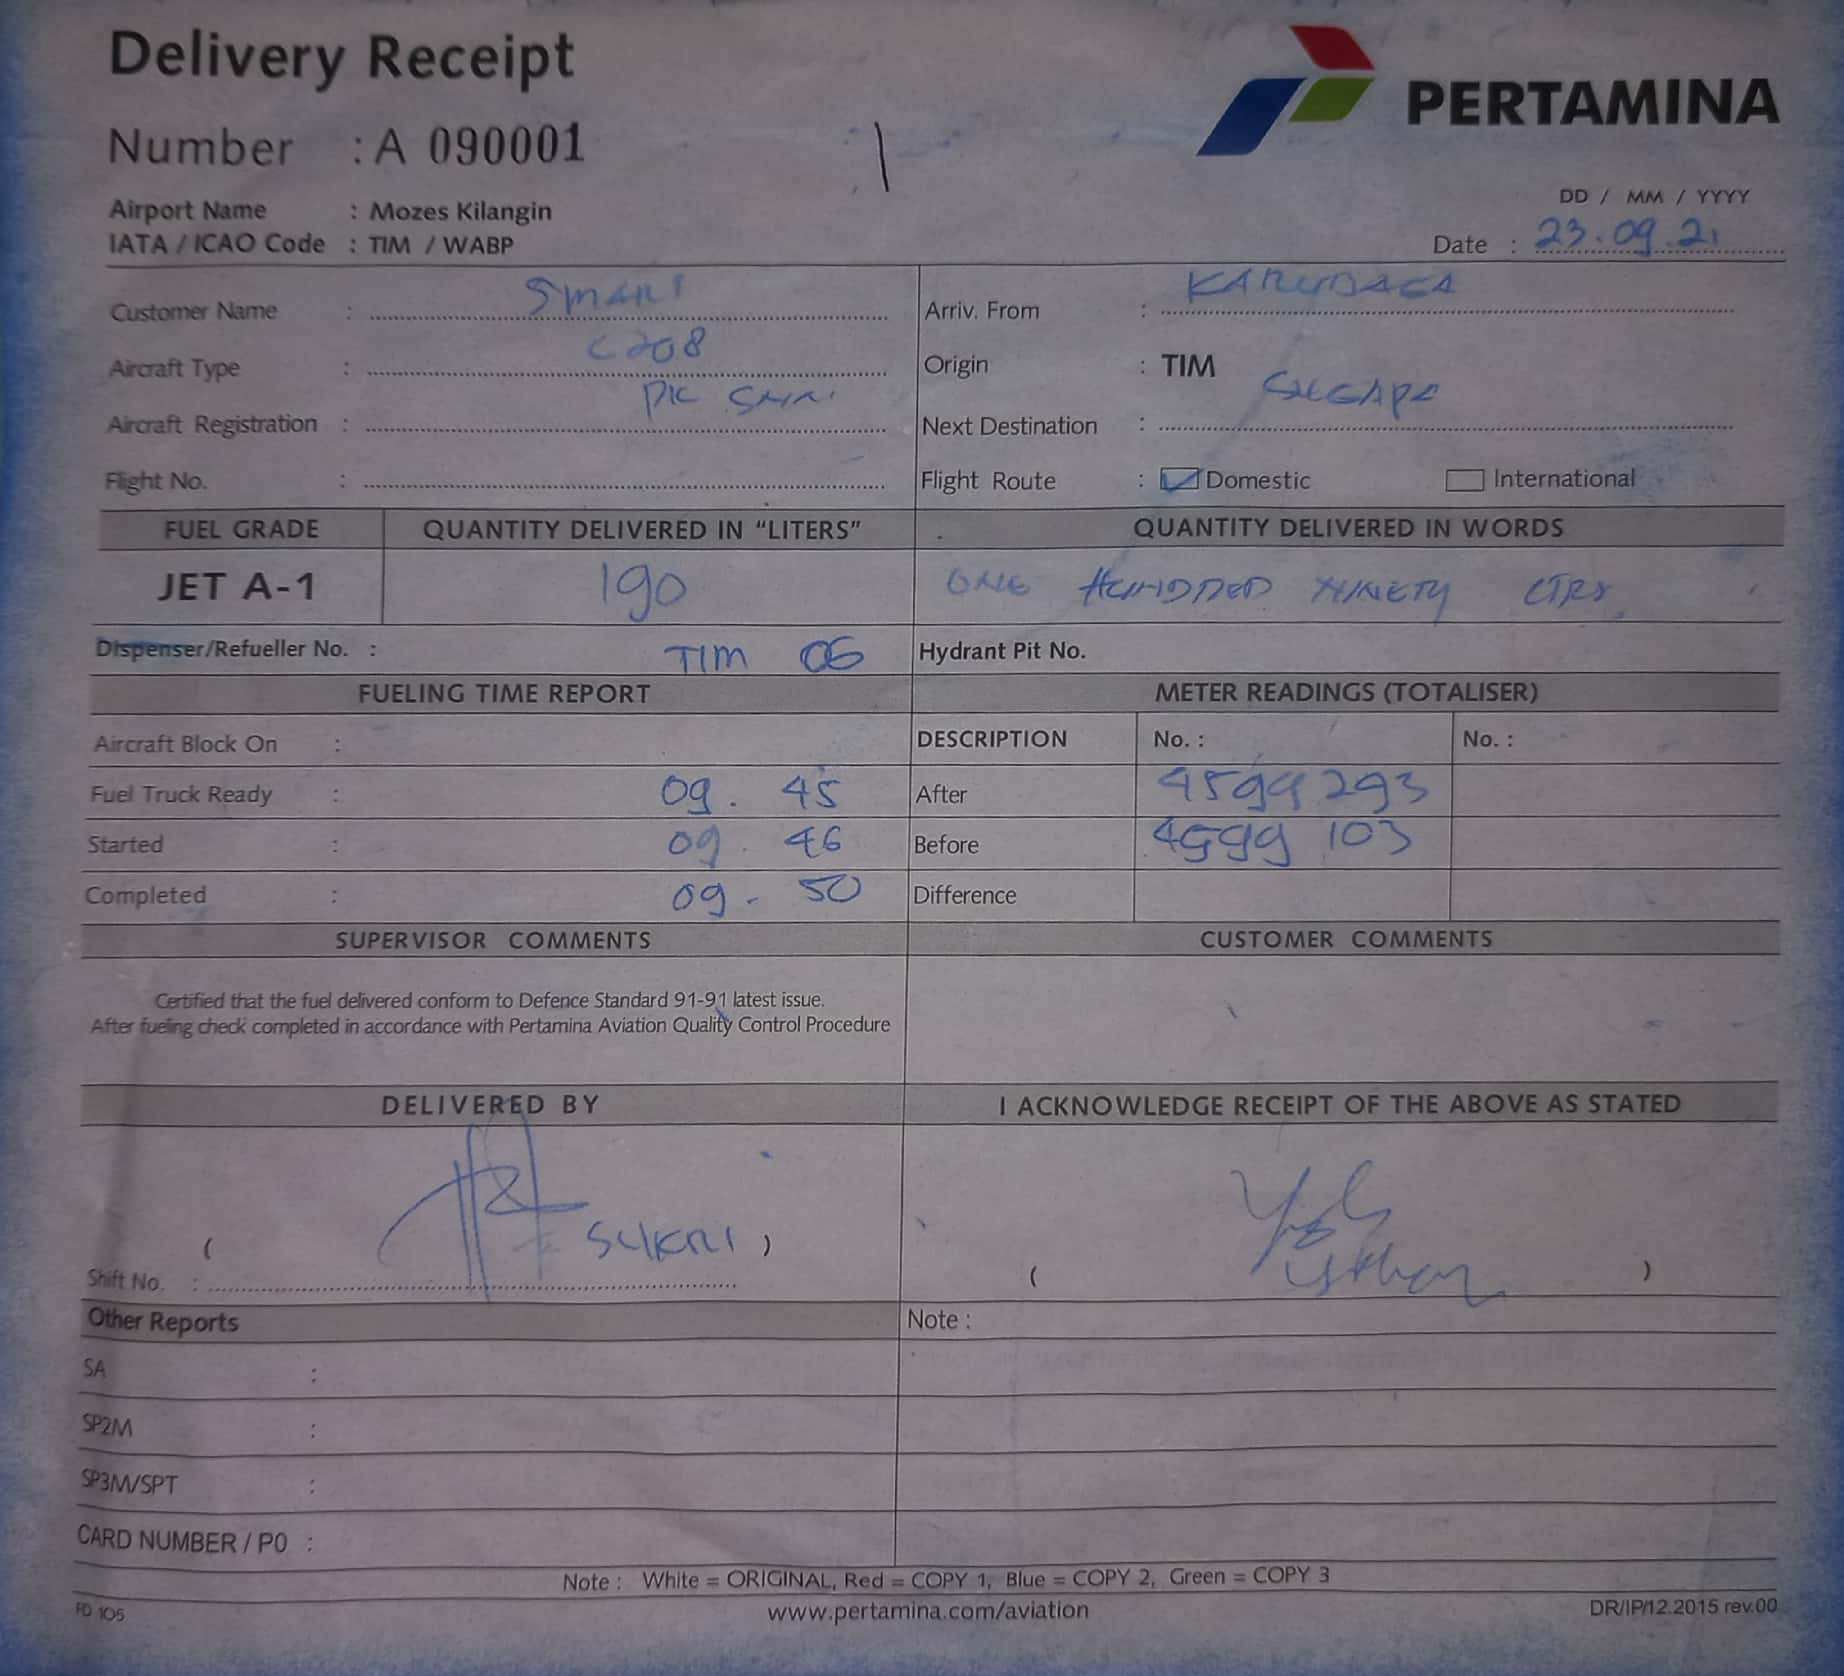 Delivery Receipt
PERTAMINA
Number : A 090001
Airport Name : Mozes Kilangin
IATA / ICAO Code : TIM / WABP
DD / MM / YYYY
Date : 23.09.21
Customer Name : SMART
Arriv. From : KARUBAGA
Aircraft Type : C208
Origin : TIM
Aircraft Registration : PK
Next Destination :
Flight No. :
Flight Route : Domestic International
FUEL GRADE QUANTITY DELIVERED IN “LITERS” QUANTITY DELIVERED IN WORDS
JET A-1 190 ONE HUNDRED NINETY LTRS
Dispenser/Refueller No. : TIM 06 Hydrant Pit No.
FUELING TIME REPORT METER READINGS (TOTALISER)
Aircraft Block On : DESCRIPTION No. : No. :
Fuel Truck Ready : 09. 45 After 4599 293
Started : 09. 46 Before 4599 103
Completed : 09 - 50 Difference
SUPERVISOR COMMENTS CUSTOMER COMMENTS
Certified that the fuel delivered conform to Defence Standard 91-91 latest issue.
After fueling check completed in accordance with Pertamina Aviation Quality Control Procedure
DELIVERED BY I ACKNOWLEDGE RECEIPT OF THE ABOVE AS STATED
( SUKRI ) ( )
Shift No. :
Other Reports Note :
SA :
SP2M :
SP3M/SPT :
CARD NUMBER / PO :
Note : White = ORIGINAL, Red = COPY 1, Blue = COPY 2, Green = COPY 3
FD 105 www.pertamina.com/aviation DR/IP/12.2015 rev.00